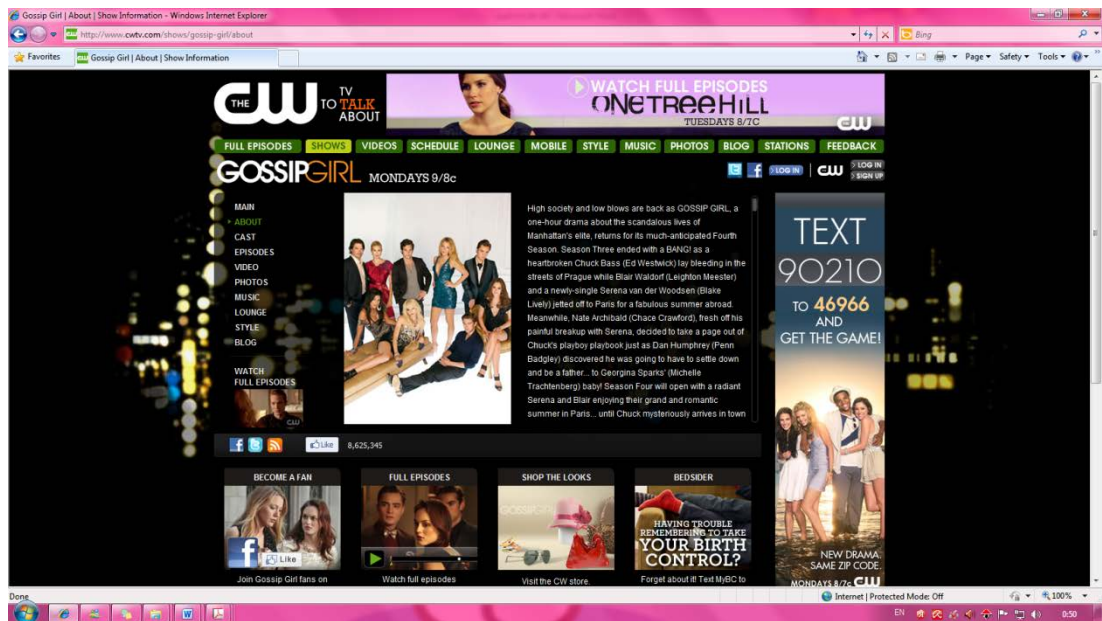 Gossip Girl | About | Show Information - Windows Internet Explorer
http://www.cwtv.com/shows/gossip-girl/about
Bing
Favorites
Gossip Girl | About | Show Information
Page
Safety
Tools
THE CW TV TO TALK ABOUT
WATCH FULL EPISODES
ONE TREE HILL
TUESDAYS 8/7C
CW
FULL EPISODES SHOWS VIDEOS SCHEDULE LOUNGE MOBILE STYLE MUSIC PHOTOS BLOG STATIONS FEEDBACK
GOSSIP GIRL MONDAYS 9/8c
LOG IN
CW
LOG IN
SIGN UP
MAIN
ABOUT
CAST
EPISODES
VIDEO
PHOTOS
MUSIC
LOUNGE
STYLE
BLOG
WATCH
FULL EPISODES
CW
High society and low blows are back as GOSSIP GIRL, a
one-hour drama about the scandalous lives of
Manhattan's elite, returns for its much-anticipated Fourth
Season. Season Three ended with a BANG! as a
heartbroken Chuck Bass (Ed Westwick) lay bleeding in the
streets of Prague while Blair Waldorf (Leighton Meester)
and a newly-single Serena van der Woodsen (Blake
Lively) jetted off to Paris for a fabulous summer abroad.
Meanwhile, Nate Archibald (Chace Crawford), fresh off his
painful breakup with Serena, decided to take a page out of
Chuck's playboy playbook just as Dan Humphrey (Penn
Badgley) discovered he was going to have to settle down
and be a father... to Georgina Sparks' (Michelle
Trachtenberg) baby! Season Four will open with a radiant
Serena and Blair enjoying their grand and romantic
summer in Paris... until Chuck mysteriously arrives in town
TEXT
90210
TO 46966
AND
GET THE GAME!
NEW DRAMA.
SAME ZIP CODE.
MONDAYS 8/7c CW
Like
8,625,345
BECOME A FAN
Like
Join Gossip Girl fans on
FULL EPISODES
Watch full episodes
SHOP THE LOOKS
GOSSIP GIRL
Visit the CW store.
BEDSIDER
HAVING TROUBLE
REMEMBERING TO TAKE
YOUR BIRTH
CONTROL?
Forget about it! Text MyBC to
Done
Internet | Protected Mode: Off
100%
EN
0:50